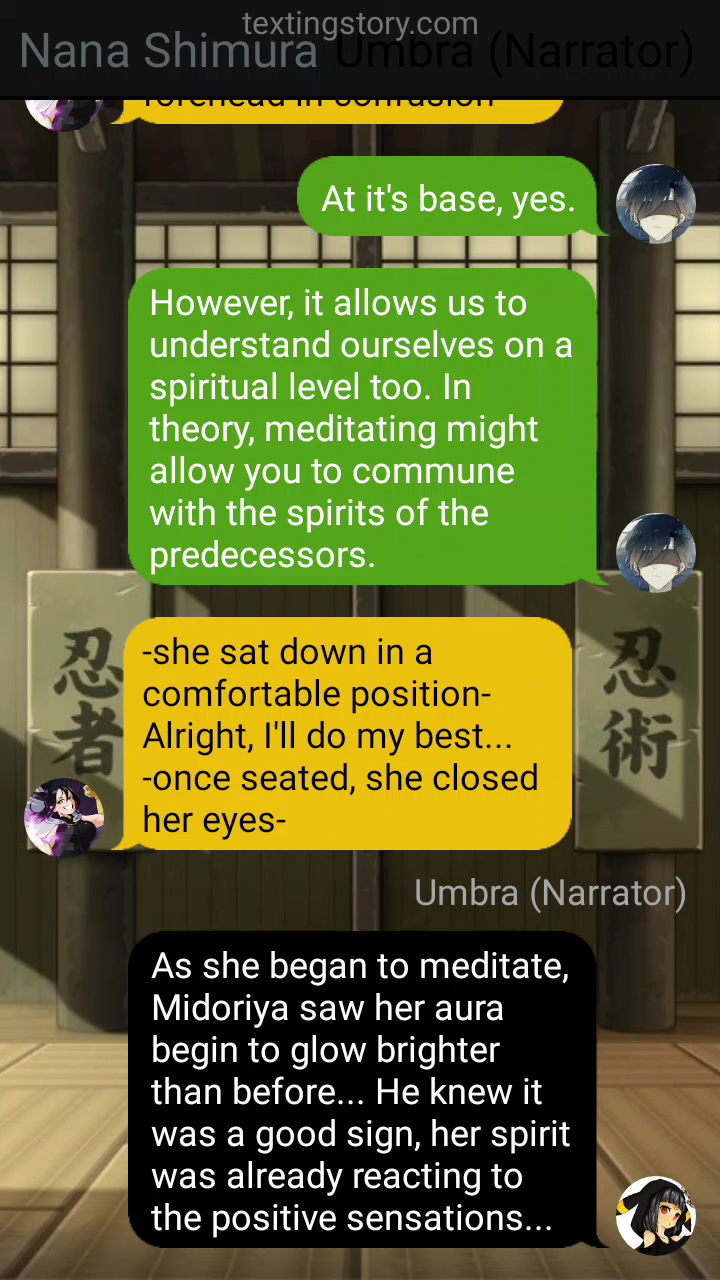 textingstory.com
Nana Shimura Umbra (Narrator)
forehead in confusion
At it's base, yes.
However, it allows us to
understand ourselves on a
spiritual level too. In
theory, meditating might
allow you to commune
with the spirits of the
predecessors.
忍者
忍術
-she sat down in a
comfortable position-
Alright, I'll do my best...
-once seated, she closed
her eyes-
Umbra (Narrator)
As she began to meditate,
Midoriya saw her aura
begin to glow brighter
than before... He knew it
was a good sign, her spirit
was already reacting to
the positive sensations...